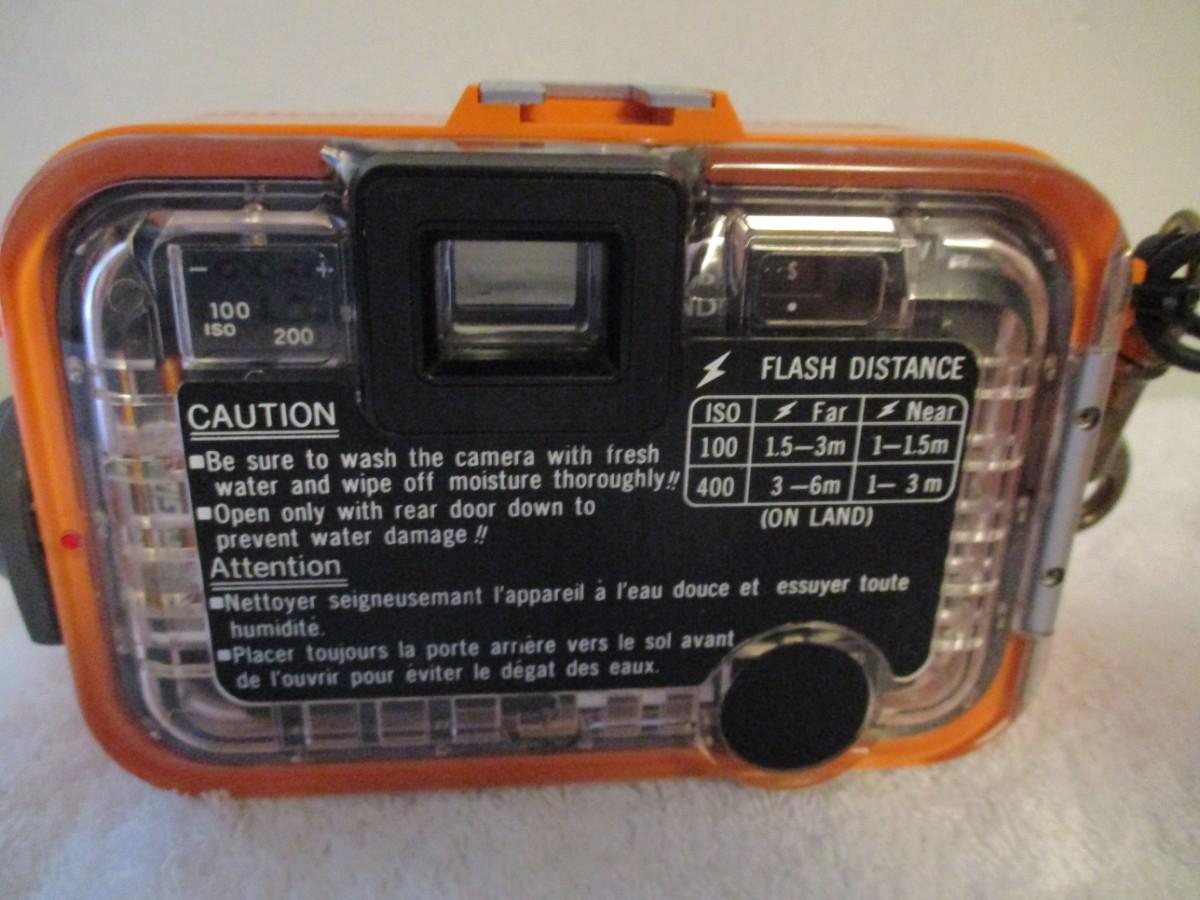 - +
100
ISO 200
S
ND
CAUTION
■Be sure to wash the camera with fresh
water and wipe off moisture thoroughly!!
■Open only with rear door down to
prevent water damage!!
Attention
■Nettoyer seigneusemant l'appareil à l'eau douce et essuyer toute
humidité.
■Placer toujours la porte arrière vers le sol avant
de l'ouvrir pour éviter le dégat des eaux.
⚡ FLASH DISTANCE
ISO ⚡ Far ⚡ Near
100 1.5–3m 1–1.5m
400 3–6m 1–3m
(ON LAND)